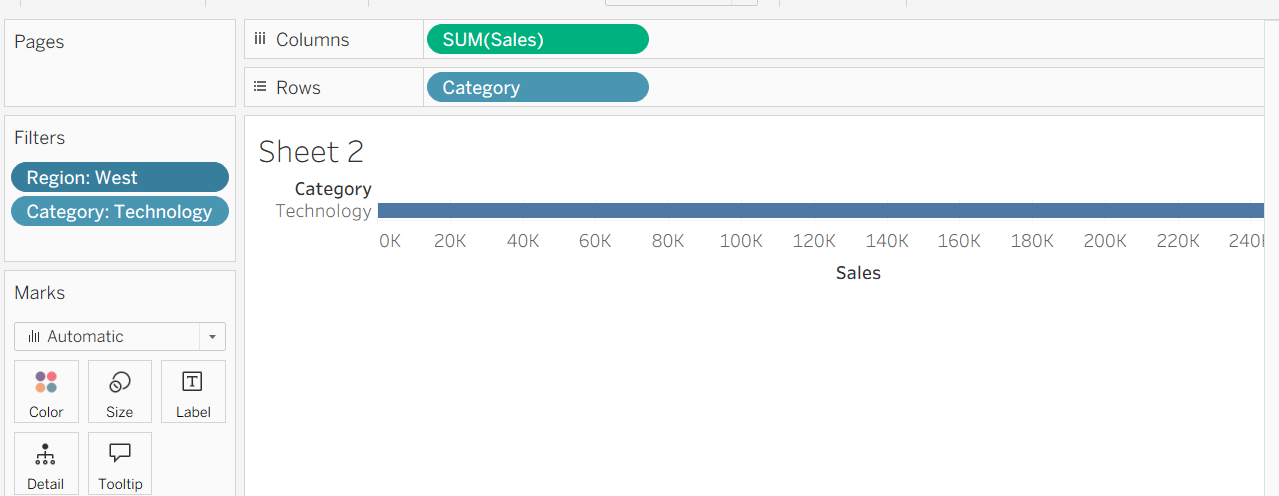 Pages
Columns
SUM(Sales)
Rows
Category
Filters
Region: West
Category: Technology
Sheet 2
Category
Technology
0K 20K 40K 60K 80K 100K 120K 140K 160K 180K 200K 220K 240K
Sales
Marks
Automatic
Color Size Label
Detail Tooltip